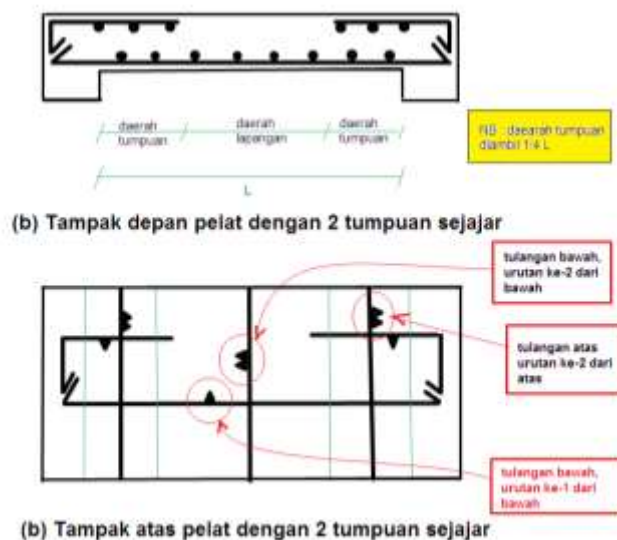 daerah
tumpuan
daerah
lapangan
daerah
tumpuan
L
NB : daearah tumpuan
diambil 1/4 L
(b) Tampak depan pelat dengan 2 tumpuan sejajar
tulangan bawah,
urutan ke-2 dari
bawah
tulangan atas
urutan ke-2 dari
atas
tulangan bawah,
urutan ke-1 dari
bawah
(b) Tampak atas pelat dengan 2 tumpuan sejajar